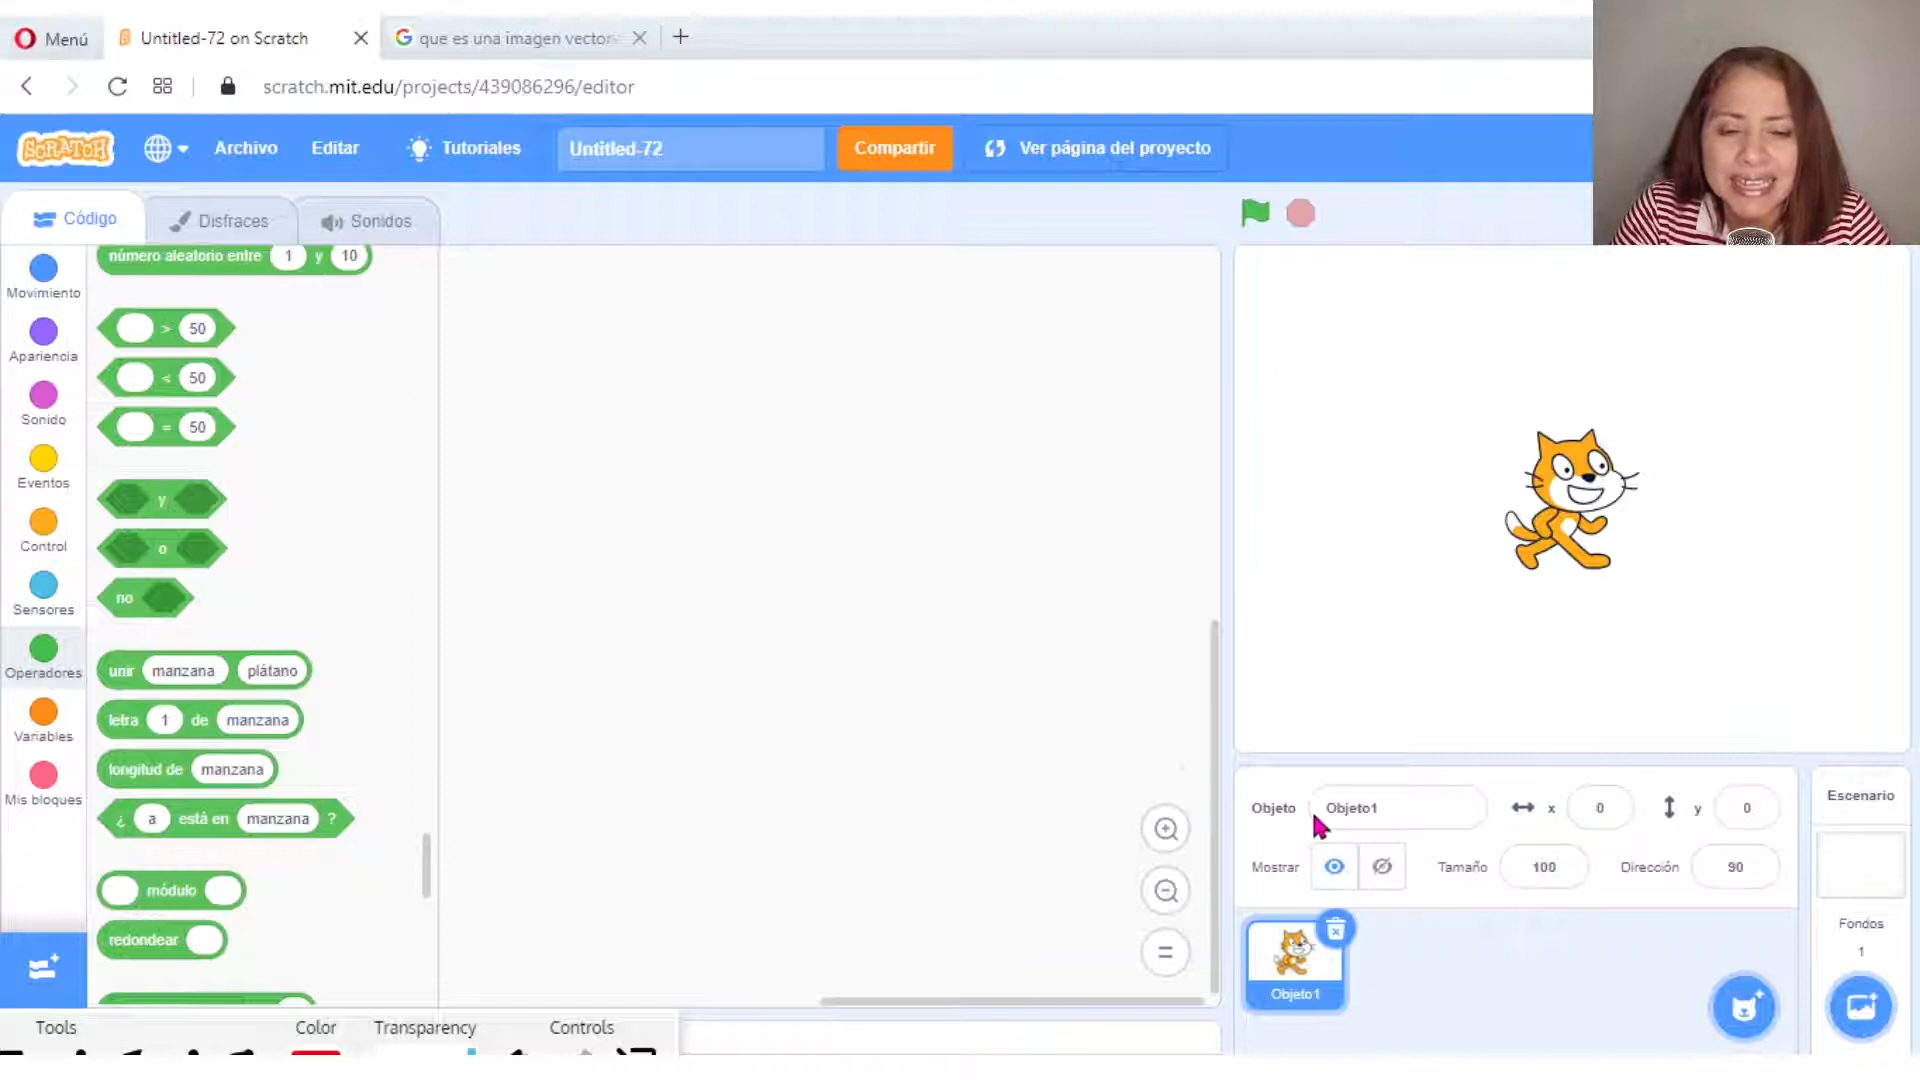 Menú
Untitled-72 on Scratch
que es una imagen vector
scratch.mit.edu/projects/439086296/editor
SCRATCH
Archivo
Editar
Tutoriales
Untitled-72
Compartir
Ver página del proyecto
Código
Disfraces
Sonidos
Movimiento
Apariencia
Sonido
Eventos
Control
Sensores
Operadores
Variables
Mis bloques
número aleatorio entre 1 y 10
> 50
< 50
= 50
y
o
no
unir manzana plátano
letra 1 de manzana
longitud de manzana
¿ a está en manzana ?
módulo
redondear
Objeto Objeto1 x 0 y 0
Mostrar Tamaño 100 Dirección 90
Objeto1
Escenario
Fondos
1
Tools Color Transparency Controls